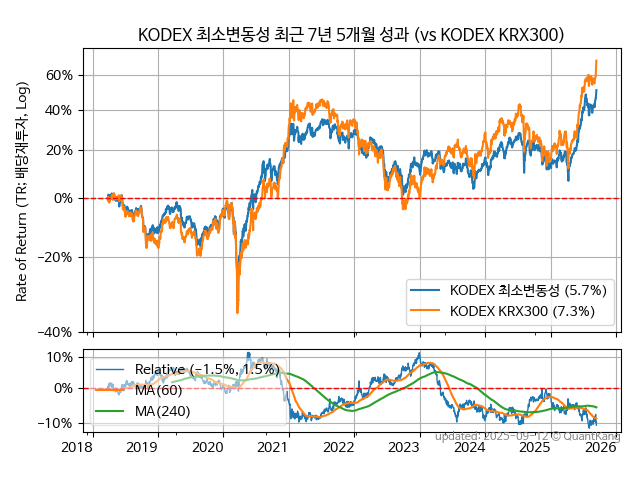 KODEX 최소변동성 최근 7년 5개월 성과 (vs KODEX KRX300)
Rate of Return (TR: 배당재투자, Log)
60%
40%
20%
0%
−20%
−40%
KODEX 최소변동성 (5.7%)
KODEX KRX300 (7.3%)
10%
0%
−10%
Relative (−1.5%, 1.5%)
MA(60)
MA(240)
2018 2019 2020 2021 2022 2023 2024 2025 2026
updated: 2025-09-12 © QuantKang